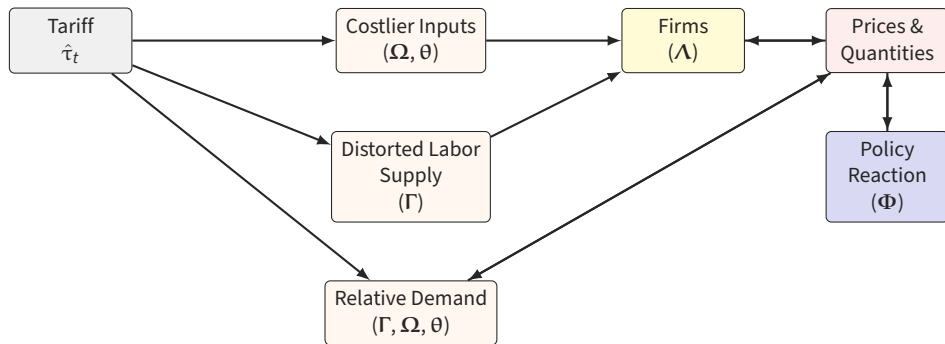 Tariff
τ̂ₜ
Costlier Inputs
(Ω, θ)
Firms
(Λ)
Prices &
Quantities
Distorted Labor
Supply
(Γ)
Policy
Reaction
(Φ)
Relative Demand
(Γ, Ω, θ)